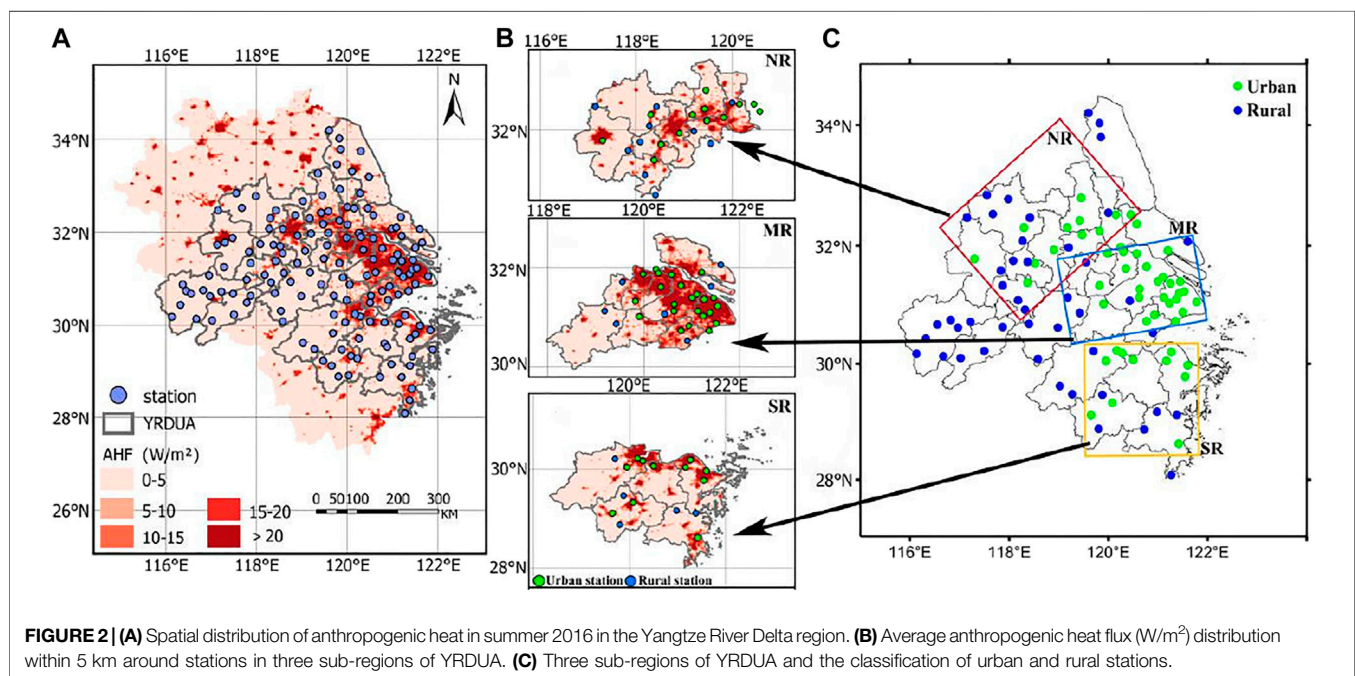 A
116°E 118°E 120°E 122°E
N
34°N
32°N
30°N
28°N
26°N
station
YRDUA
AHF (W/m²)
0-5
5-10
10-15
15-20
> 20
0 50 100 200 300
KM
116°E 118°E 120°E 122°E
B
116°E 118°E 120°E
NR
32°N
118°E 120°E 122°E
MR
32°N
30°N
120°E 122°E
SR
30°N
28°N
Urban station Rural station
C
Urban
Rural
NR
MR
SR
34°N
32°N
30°N
28°N
116°E 118°E 120°E 122°E
FIGURE 2 | (A) Spatial distribution of anthropogenic heat in summer 2016 in the Yangtze River Delta region. (B) Average anthropogenic heat flux (W/m²) distribution
within 5 km around stations in three sub-regions of YRDUA. (C) Three sub-regions of YRDUA and the classification of urban and rural stations.